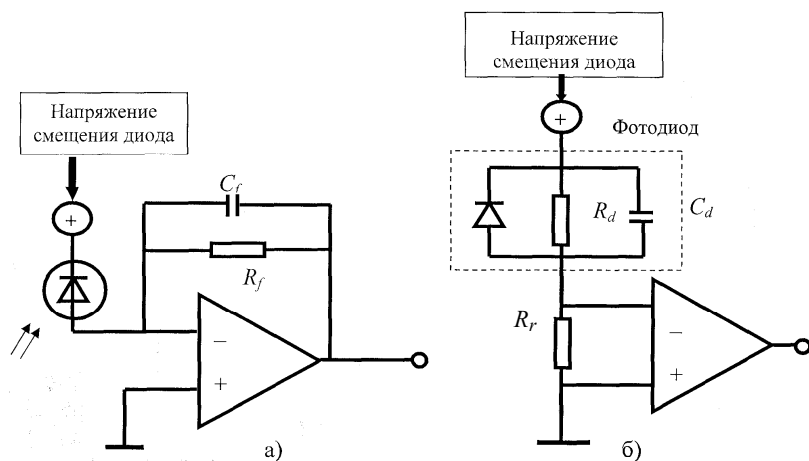 Напряжение
смещения диода
+
C_f
R_f
−
+
а)
Напряжение
смещения диода
+
Фотодиод
R_d
C_d
R_r
−
+
б)